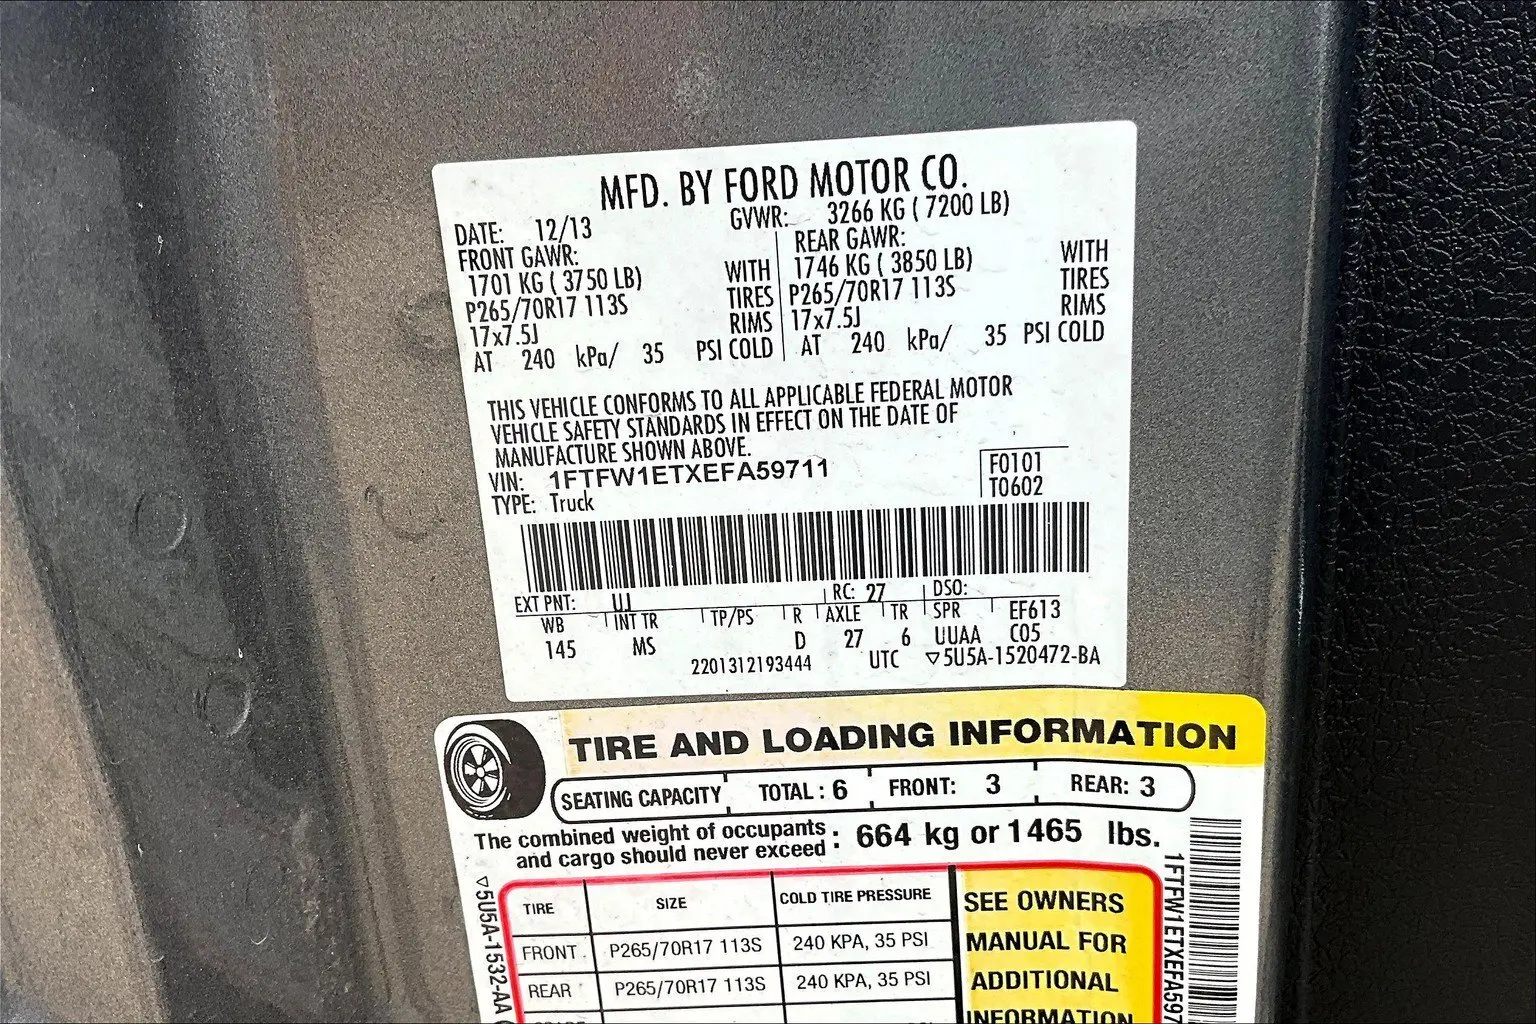 MFD. BY FORD MOTOR CO.
DATE: 12/13 GVWR: 3266 KG ( 7200 LB)
FRONT GAWR: REAR GAWR:
1701 KG ( 3750 LB) WITH 1746 KG ( 3850 LB) WITH
P265/70R17 113S TIRES P265/70R17 113S TIRES
17x7.5J RIMS 17x7.5J RIMS
AT 240 kPa/ 35 PSI COLD AT 240 kPa/ 35 PSI COLD
THIS VEHICLE CONFORMS TO ALL APPLICABLE FEDERAL MOTOR
VEHICLE SAFETY STANDARDS IN EFFECT ON THE DATE OF
MANUFACTURE SHOWN ABOVE.
VIN: 1FTFW1ETXEFA59711 F0101
TYPE: Truck T0602
EXT PNT: UJ RC: 27 DSO:
WB INT TR TP/PS R AXLE TR SPR EF613
145 MS D 27 6 UUAA C05
2201312193444 UTC ▽5U5A-1520472-BA
TIRE AND LOADING INFORMATION
SEATING CAPACITY TOTAL : 6 FRONT: 3 REAR: 3
The combined weight of occupants
and cargo should never exceed : 664 kg or 1465 lbs.
TIRE SIZE COLD TIRE PRESSURE
FRONT P265/70R17 113S 240 KPA, 35 PSI
REAR P265/70R17 113S 240 KPA, 35 PSI
SEE OWNERS
MANUAL FOR
ADDITIONAL
INFORMATION
▽5U5A-1532-AA
1FTFW1ETXEFA597